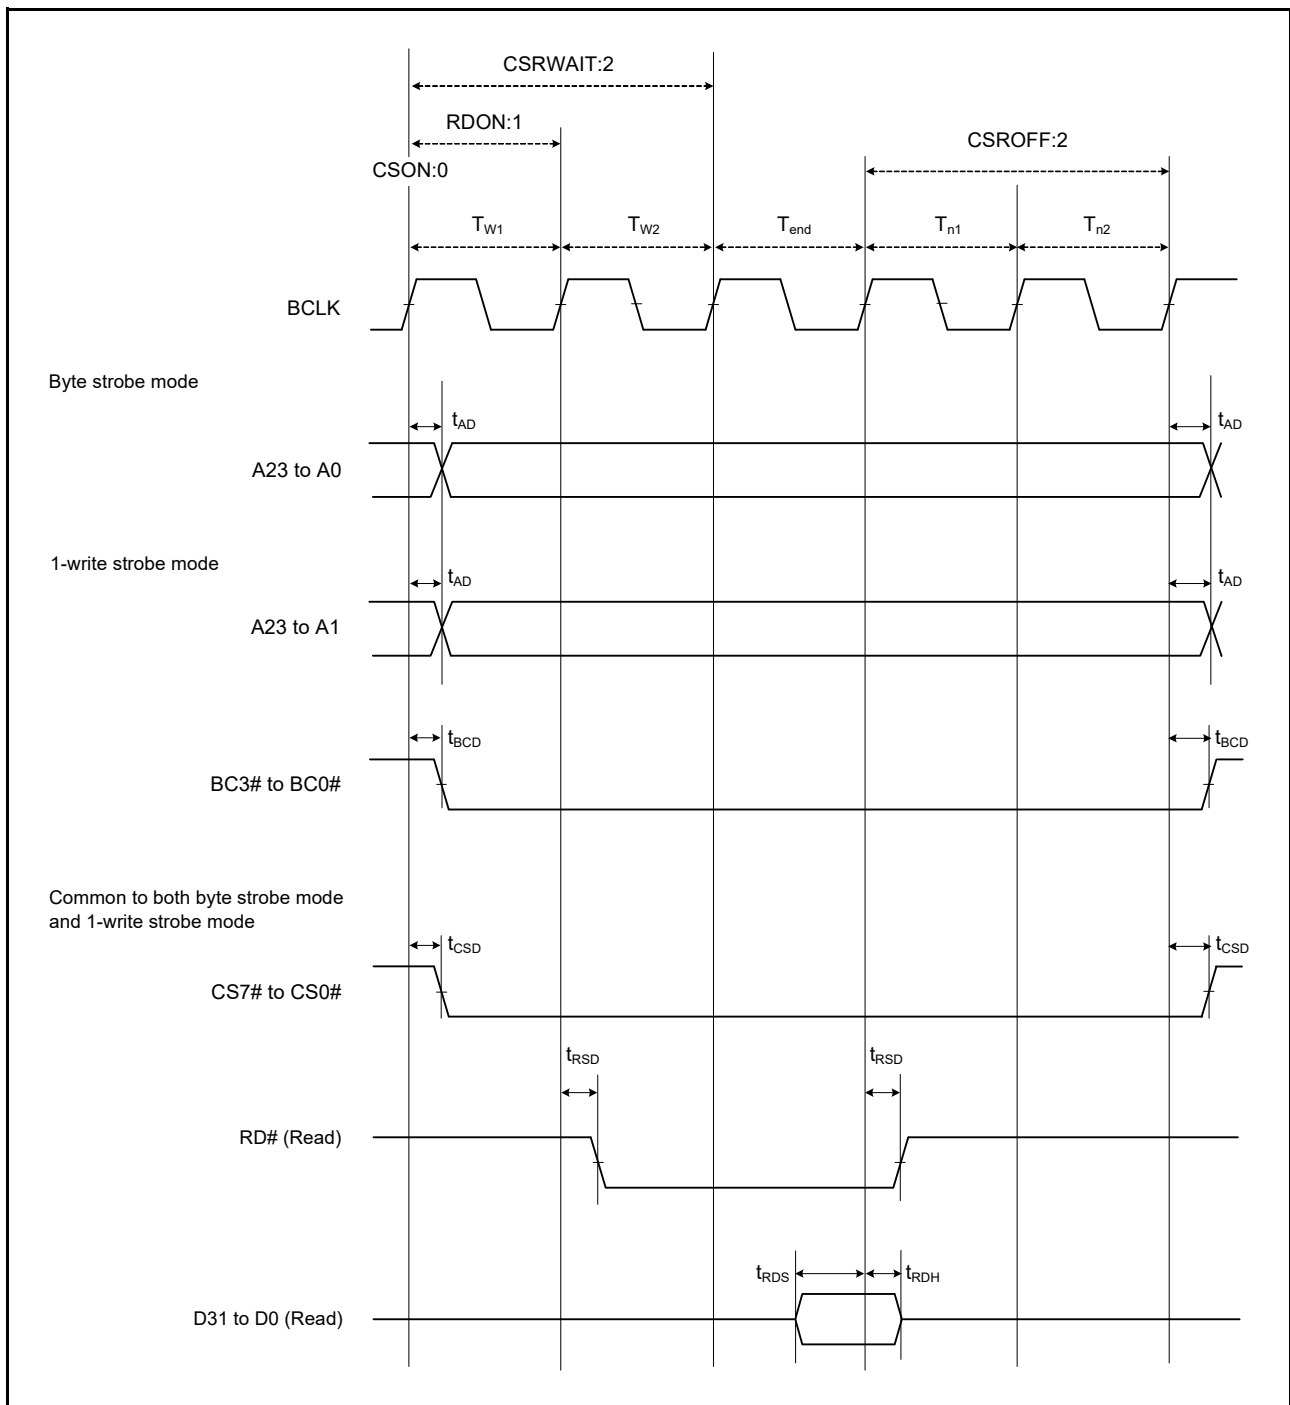 CSRWAIT:2
RDON:1
CSROFF:2
CSON:0
TW1
TW2
Tend
Tn1
Tn2
BCLK
Byte strobe mode
tAD
tAD
A23 to A0
1-write strobe mode
tAD
tAD
A23 to A1
tBCD
tBCD
BC3# to BC0#
Common to both byte strobe mode
and 1-write strobe mode
tCSD
tCSD
CS7# to CS0#
tRSD
tRSD
RD# (Read)
tRDS
tRDH
D31 to D0 (Read)